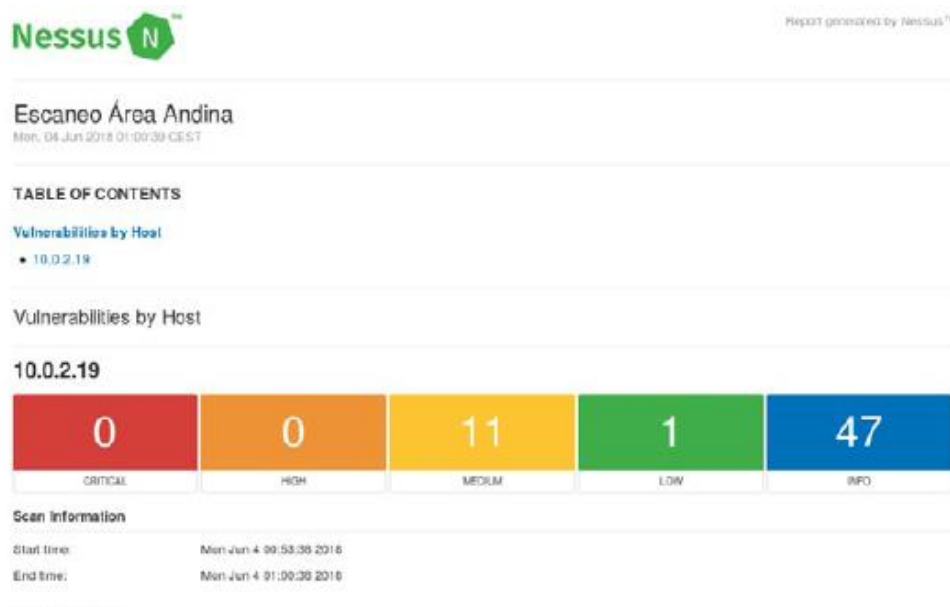 Nessus N
Report generated by Nessus™
Escaneo Área Andina
Mon, 04 Jun 2018 01:00:39 CEST
TABLE OF CONTENTS
Vulnerabilities by Host
• 10.0.2.19
Vulnerabilities by Host
10.0.2.19
0 0 11 1 47
CRITICAL HIGH MEDIUM LOW INFO
Scan Information
Start time: Mon Jun 4 00:53:38 2018
End time: Mon Jun 4 01:00:38 2018